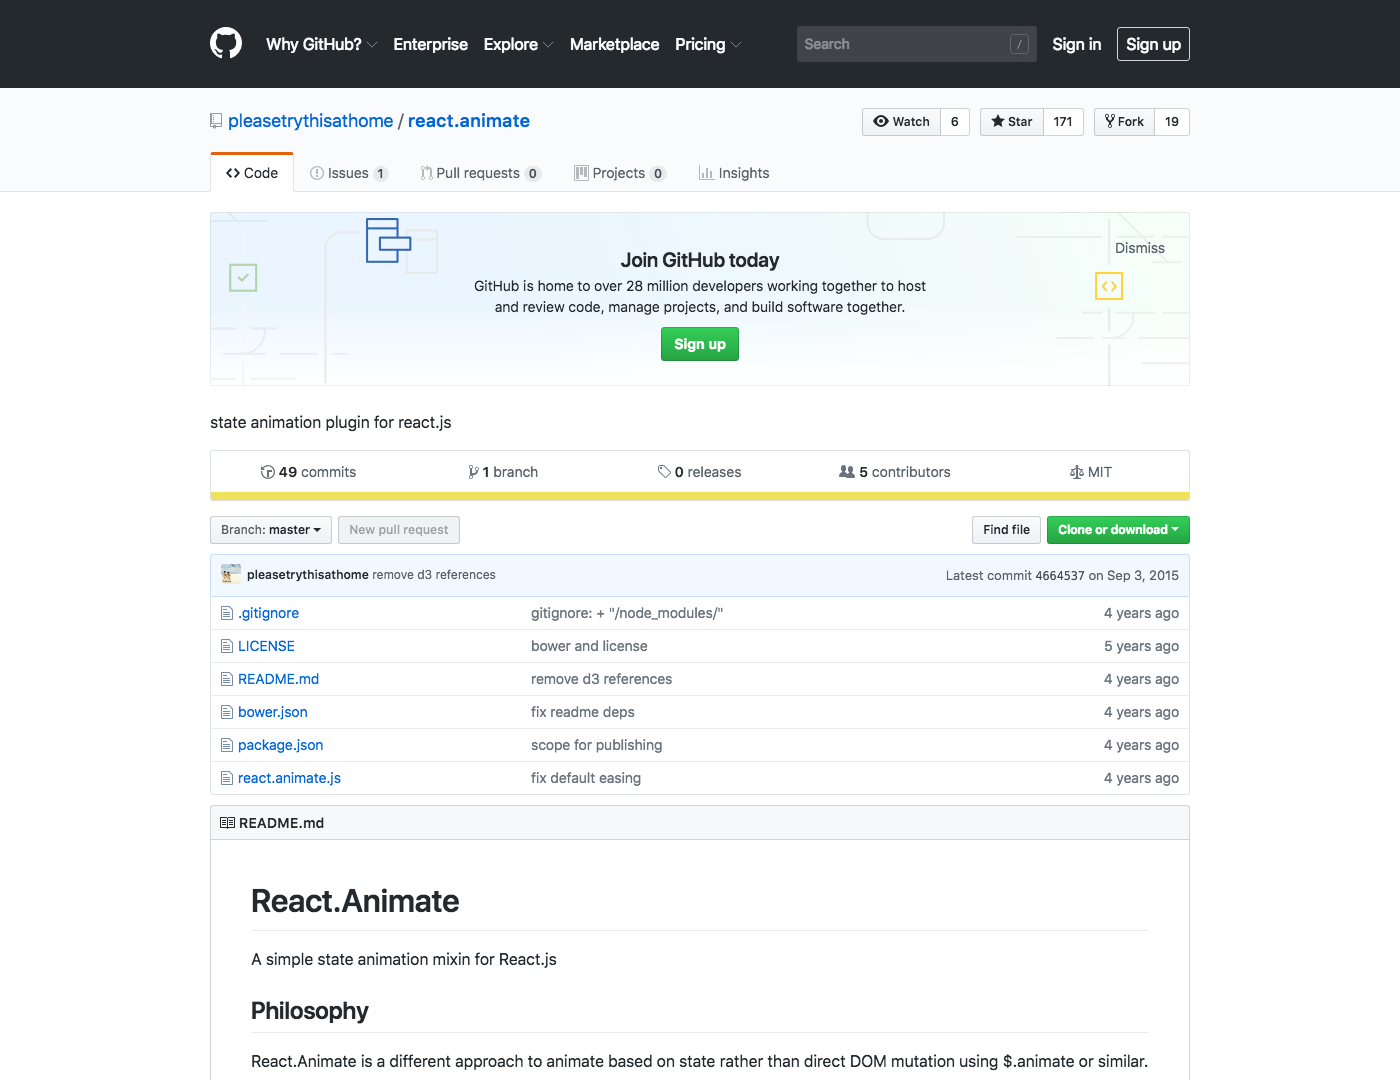 Why GitHub? Enterprise Explore Marketplace Pricing Search / Sign in Sign up
pleasetrythisathome / react.animate Watch 6 Star 171 Fork 19
Code Issues 1 Pull requests 0 Projects 0 Insights
Dismiss
Join GitHub today
GitHub is home to over 28 million developers working together to host
and review code, manage projects, and build software together.
Sign up
state animation plugin for react.js
49 commits 1 branch 0 releases 5 contributors MIT
Branch: master New pull request Find file Clone or download
pleasetrythisathome remove d3 references Latest commit 4664537 on Sep 3, 2015
.gitignore gitignore: + "/node_modules/" 4 years ago
LICENSE bower and license 5 years ago
README.md remove d3 references 4 years ago
bower.json fix readme deps 4 years ago
package.json scope for publishing 4 years ago
react.animate.js fix default easing 4 years ago
README.md
React.Animate
A simple state animation mixin for React.js
Philosophy
React.Animate is a different approach to animate based on state rather than direct DOM mutation using $.animate or similar.